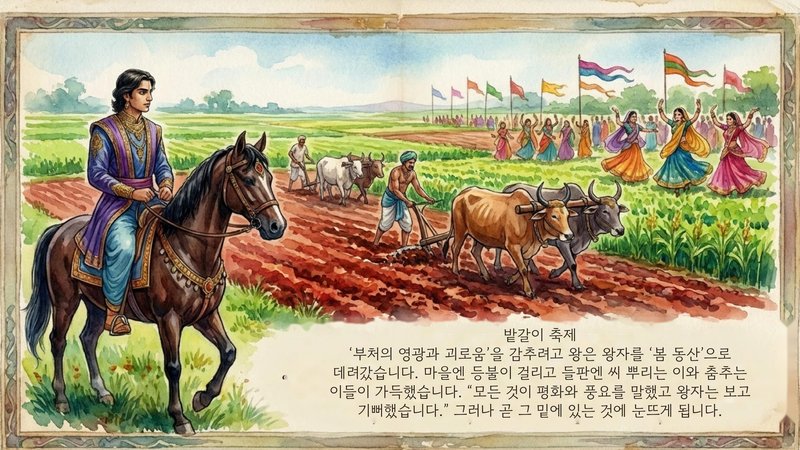 밭갈이 축제
‘부처의 영광과 괴로움’을 감추려고 왕은 왕자를 ‘봄 동산’으로
데려갔습니다. 마을엔 등불이 걸리고 들판엔 씨 뿌리는 이와 춤추는
이들이 가득했습니다. “모든 것이 평화와 풍요를 말했고 왕자는 보고
기뻐했습니다.” 그러나 곧 그 밑에 있는 것에 눈뜨게 됩니다.